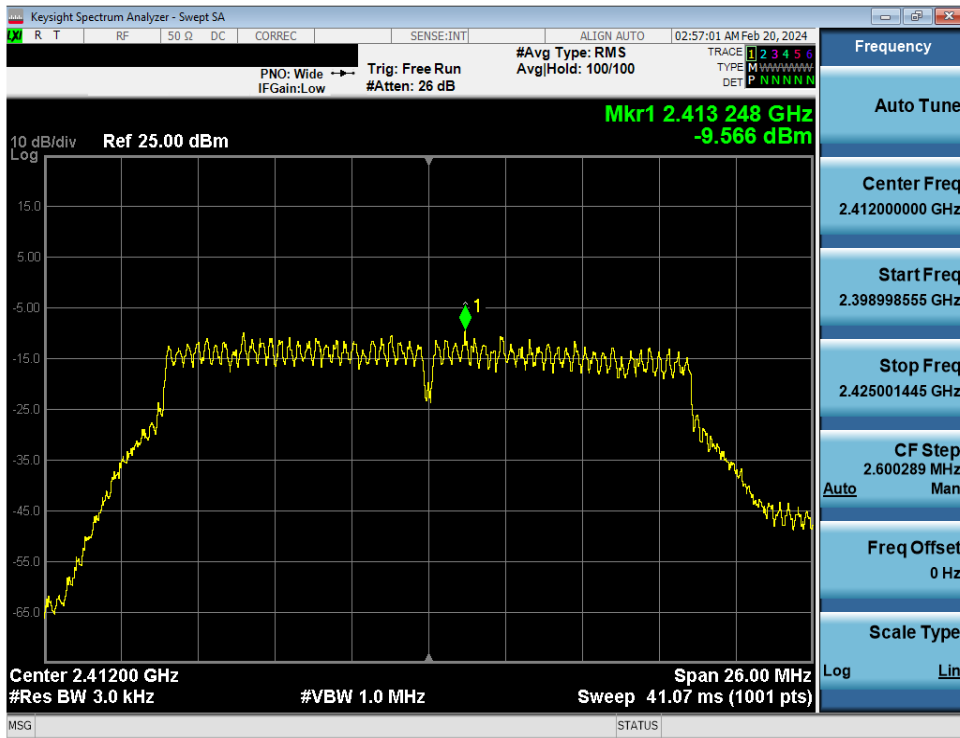 Keysight Spectrum Analyzer - Swept SA
LXI R T RF 50 Ω DC CORREC SENSE:INT ALIGN AUTO 02:57:01 AM Feb 20, 2024
PNO: Wide
IFGain:Low
Trig: Free Run
#Atten: 26 dB
#Avg Type: RMS
Avg|Hold: 100/100
TRACE 1 2 3 4 5 6
TYPE M W W W W W
DET P N N N N N
Mkr1 2.413 248 GHz
-9.566 dBm
10 dB/div Ref 25.00 dBm
Log
15.0
5.00
-5.00
-15.0
-25.0
-35.0
-45.0
-55.0
-65.0
1
Center 2.41200 GHz Span 26.00 MHz
#Res BW 3.0 kHz #VBW 1.0 MHz Sweep 41.07 ms (1001 pts)
MSG STATUS
Frequency
Auto Tune
Center Freq
2.412000000 GHz
Start Freq
2.398998555 GHz
Stop Freq
2.425001445 GHz
CF Step
2.600289 MHz
Auto Man
Freq Offset
0 Hz
Scale Type
Log Lin